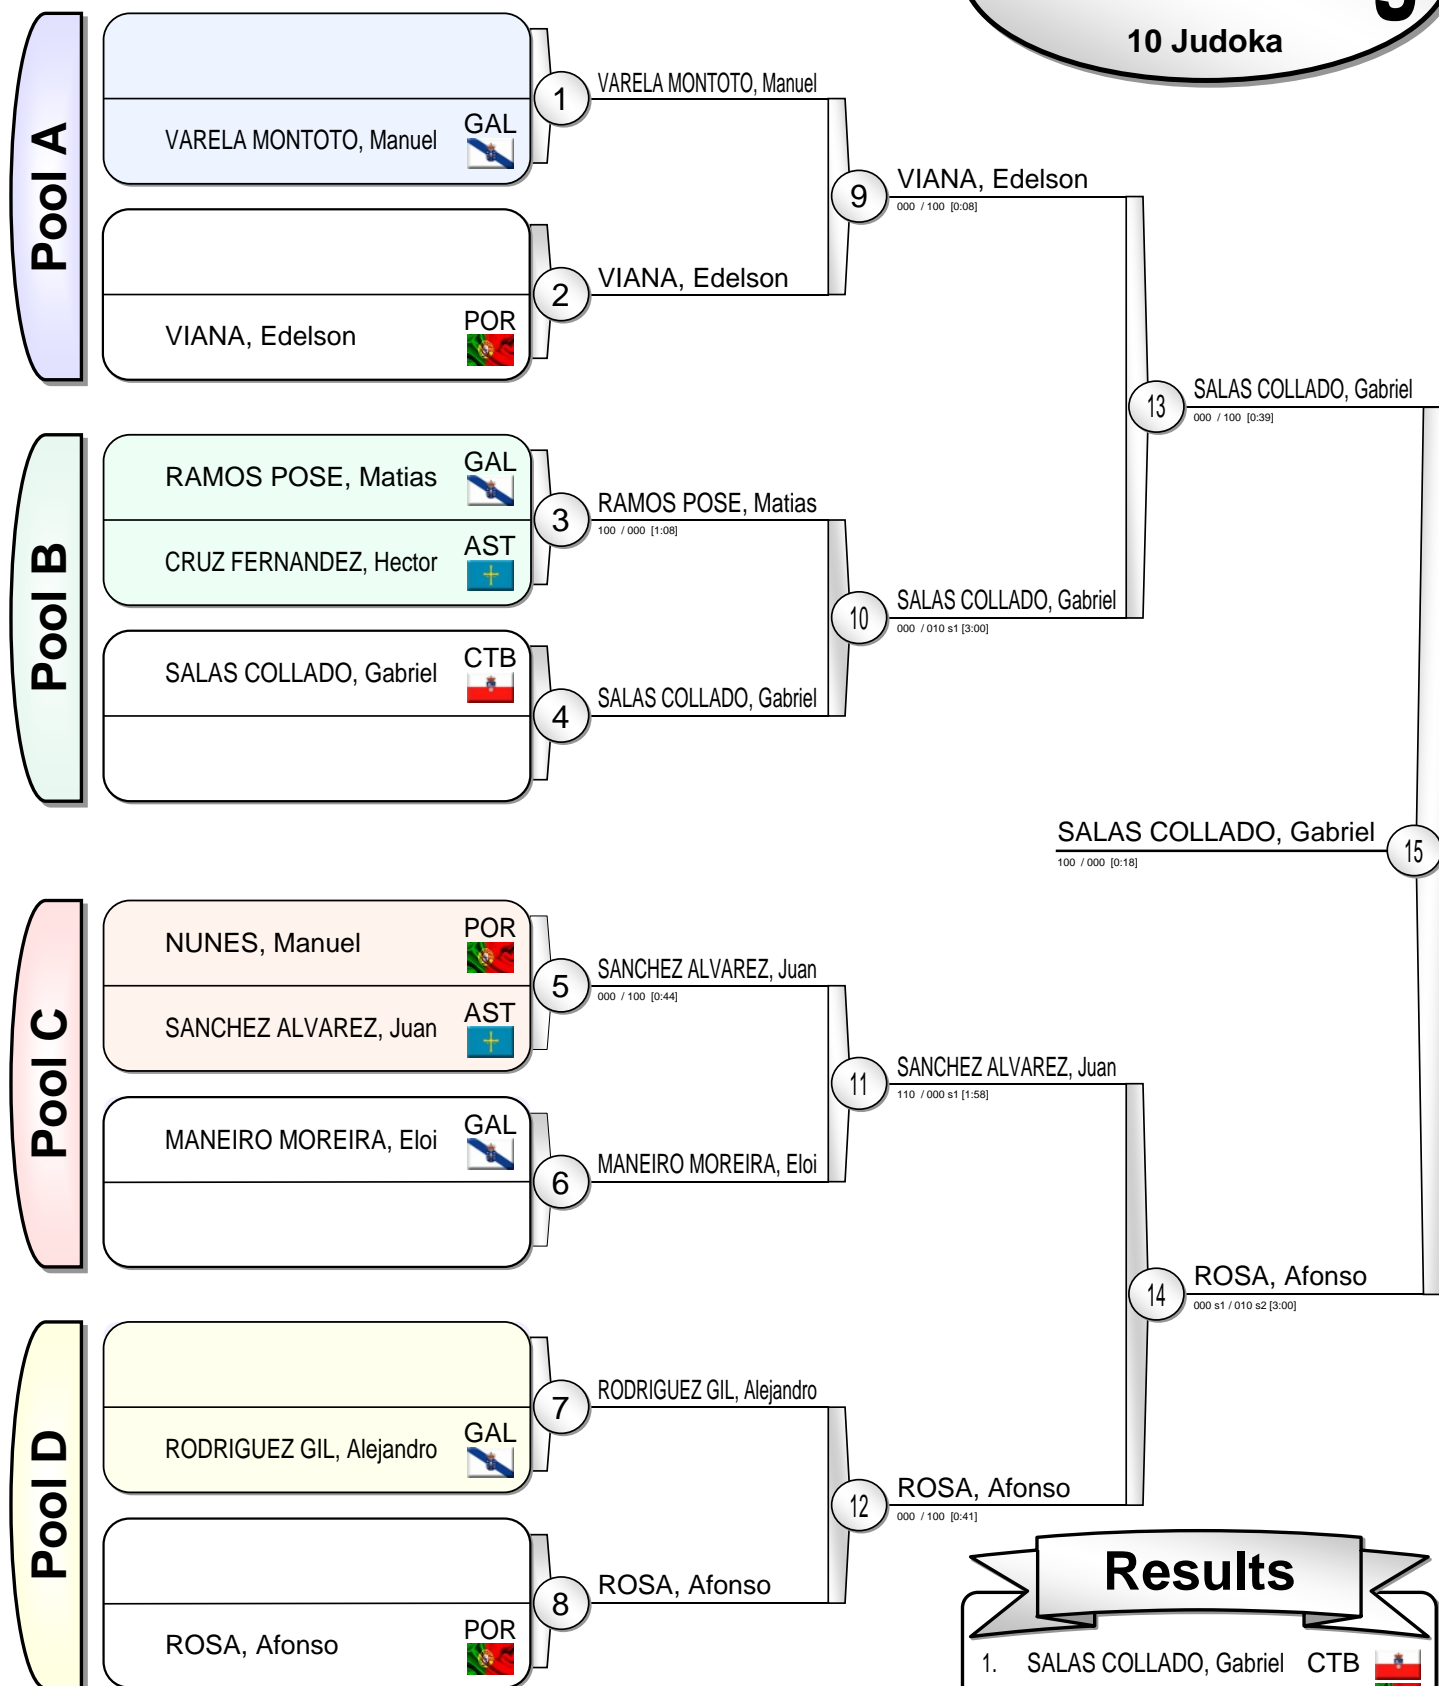 10 Judoka
Pool A
VARELA MONTOTO, Manuel GAL
VIANA, Edelson POR
1 VARELA MONTOTO, Manuel
2 VIANA, Edelson
9 VIANA, Edelson
000 / 100 [0:08]
Pool B
RAMOS POSE, Matias GAL
CRUZ FERNANDEZ, Hector AST
SALAS COLLADO, Gabriel CTB
3 RAMOS POSE, Matias
100 / 000 [1:08]
4 SALAS COLLADO, Gabriel
10 SALAS COLLADO, Gabriel
000 / 010 s1 [3:00]
13 SALAS COLLADO, Gabriel
000 / 100 [0:39]
SALAS COLLADO, Gabriel 15
100 / 000 [0:18]
Pool C
NUNES, Manuel POR
SANCHEZ ALVAREZ, Juan AST
MANEIRO MOREIRA, Eloi GAL
5 SANCHEZ ALVAREZ, Juan
000 / 100 [0:44]
6 MANEIRO MOREIRA, Eloi
11 SANCHEZ ALVAREZ, Juan
110 / 000 s1 [1:58]
14 ROSA, Afonso
000 s1 / 010 s2 [3:00]
Pool D
RODRIGUEZ GIL, Alejandro GAL
ROSA, Afonso POR
7 RODRIGUEZ GIL, Alejandro
8 ROSA, Afonso
12 ROSA, Afonso
000 / 100 [0:41]
Results
1. SALAS COLLADO, Gabriel CTB